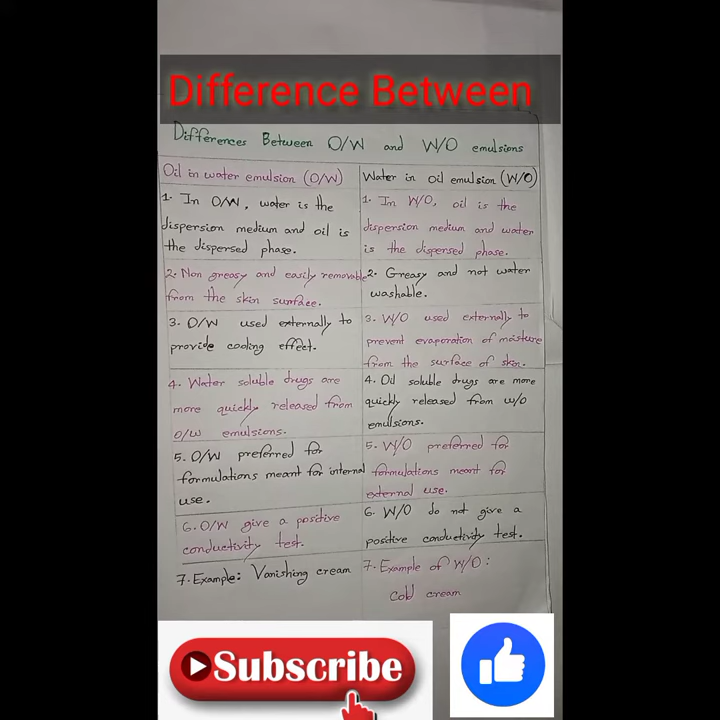 Difference Between
Differences Between O/W and W/O emulsions
Oil in water emulsion (O/W)
1. In O/W, water is the
dispersion medium and oil is
the dispersed phase.
2. Non greasy and easily removable
from the skin surface.
3. O/W used externally to
provide cooling effect.
4. Water soluble drugs are
more quickly released from
O/W emulsions.
5. O/W preferred for
formulations meant for internal
use.
6. O/W give a positive
conductivity test.
7. Example: Vanishing cream
Water in oil emulsion (W/O)
1. In W/O, oil is the
dispersion medium and water
is the dispersed phase.
2. Greasy and not water
washable.
3. W/O used externally to
prevent evaporation of moisture
from the surface of skin.
4. Oil soluble drugs are more
quickly released from W/O
emulsions.
5. W/O preferred for
formulations meant for
external use.
6. W/O do not give a
positive conductivity test.
7. Example of W/O:
Cold cream
Subscribe